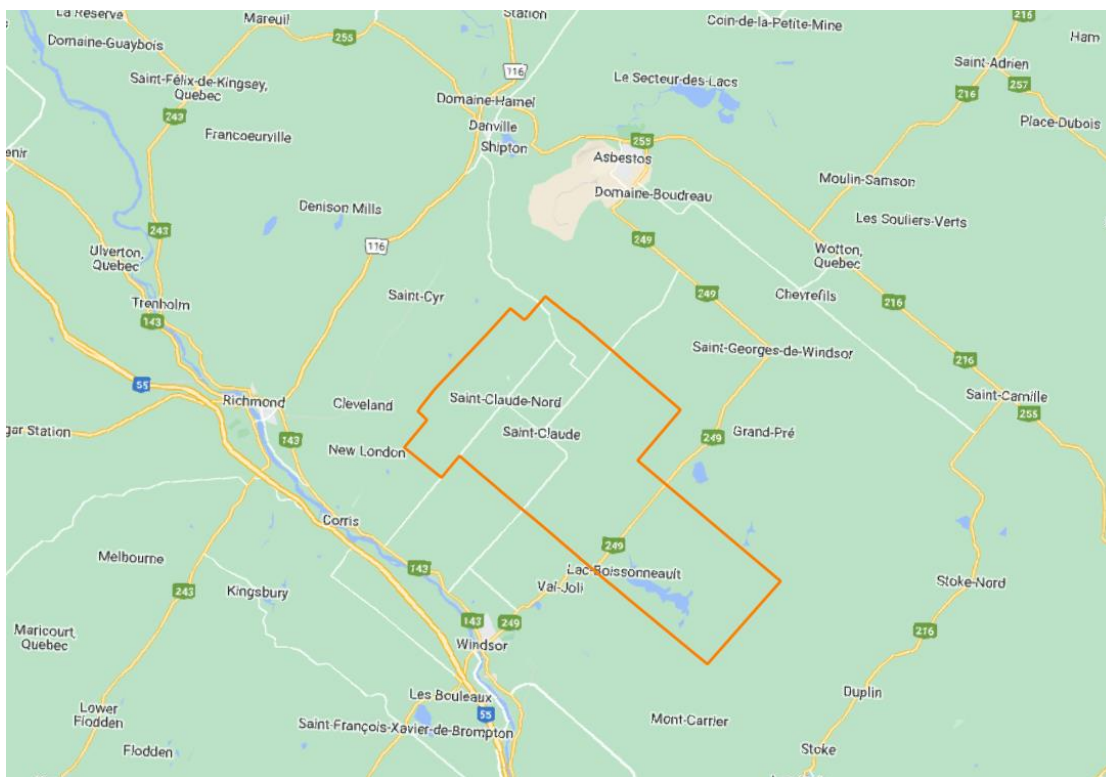 La Réserve
Mareuil
Station
Coin-de-la-Petite-Mine
216
Ham
Domaine-Guaybois
255
116
Saint-Adrien
Le Secteur-des-Lacs
Saint-Félix-de-Kingsey,
Quebec
Domaine-Hamel
216
257
243
Danville
Place-Dubois
Francoeurville
Shipton
255
Asbestos
Moulin-Samson
Domaine-Boudreau
Denison Mills
Les Souliers-Verts
243
116
249
Ulverton,
Quebec
Wotton,
Quebec
Saint-Cyr
249
Chevrefils
Trenholm
216
143
Saint-Georges-de-Windsor
216
55
Saint-Camille
Richmond
Cleveland
Saint-Claude-Nord
255
gar Station
143
Saint-Claude
249
Grand-Pré
New London
Corris
249
Melbourne
143
Lac-Boissonneault
Stoke-Nord
243
Kingsbury
Val-Joli
143
249
216
Maricourt,
Quebec
Windsor
Les Bouleaux
Duplin
Lower
Flodden
55
Mont-Carrier
Saint-François-Xavier-de-Brompton
Flodden
Stoke